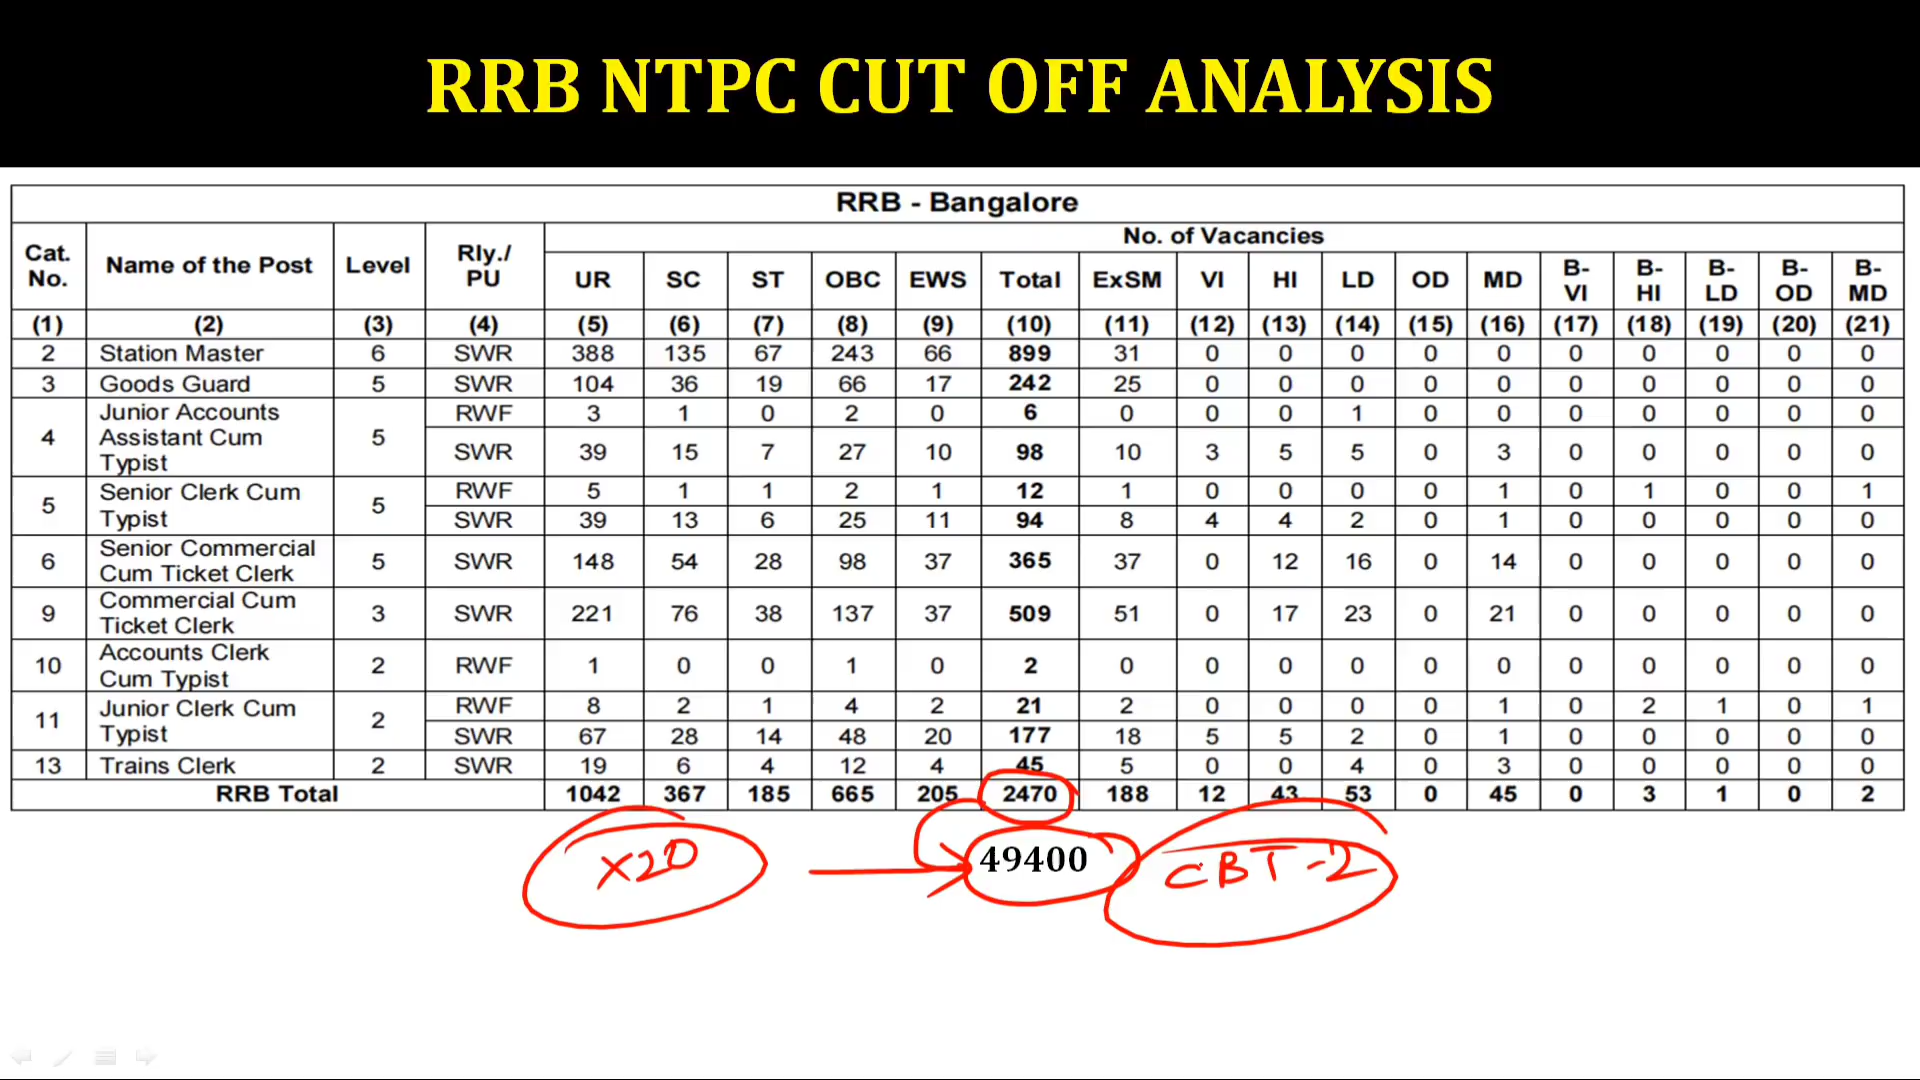 RRB NTPC CUT OFF ANALYSIS
RRB - Bangalore
Cat. No. Name of the Post Level Rly./ PU No. of Vacancies
UR SC ST OBC EWS Total ExSM VI HI LD OD MD B-VI B-HI B-LD B-OD B-MD
(1) (2) (3) (4) (5) (6) (7) (8) (9) (10) (11) (12) (13) (14) (15) (16) (17) (18) (19) (20) (21)
2 Station Master 6 SWR 388 135 67 243 66 899 31 0 0 0 0 0 0 0 0 0 0
3 Goods Guard 5 SWR 104 36 19 66 17 242 25 0 0 0 0 0 0 0 0 0 0
4 Junior Accounts Assistant Cum Typist 5 RWF 3 1 0 2 0 6 0 0 0 1 0 0 0 0 0 0 0
SWR 39 15 7 27 10 98 10 3 5 5 0 3 0 0 0 0 0
5 Senior Clerk Cum Typist 5 RWF 5 1 1 2 1 12 1 0 0 0 0 1 0 1 0 0 1
SWR 39 13 6 25 11 94 8 4 4 2 0 1 0 0 0 0 0
6 Senior Commercial Cum Ticket Clerk 5 SWR 148 54 28 98 37 365 37 0 12 16 0 14 0 0 0 0 0
9 Commercial Cum Ticket Clerk 3 SWR 221 76 38 137 37 509 51 0 17 23 0 21 0 0 0 0 0
10 Accounts Clerk Cum Typist 2 RWF 1 0 0 1 0 2 0 0 0 0 0 0 0 0 0 0 0
11 Junior Clerk Cum Typist 2 RWF 8 2 1 4 2 21 2 0 0 0 0 1 0 2 1 0 1
SWR 67 28 14 48 20 177 18 5 5 2 0 1 0 0 0 0 0
13 Trains Clerk 2 SWR 19 6 4 12 4 45 5 0 0 4 0 3 0 0 0 0 0
RRB Total 1042 367 185 665 205 2470 188 12 43 53 0 45 0 3 1 0 2
X20 49400 CBT-2